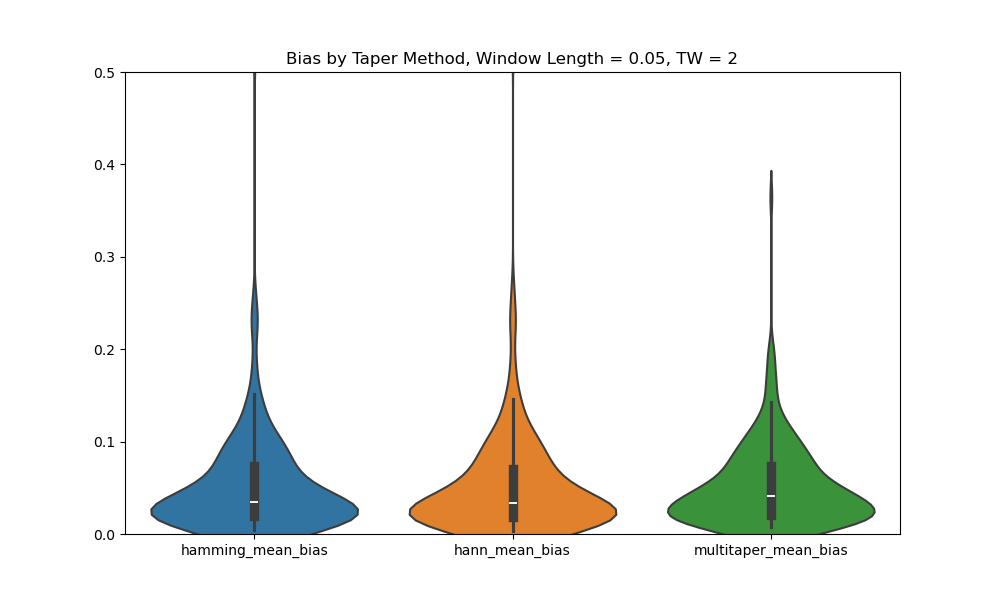 Bias by Taper Method, Window Length = 0.05, TW = 2
0.5
0.4
0.3
0.2
0.1
0.0
hamming_mean_bias
hann_mean_bias
multitaper_mean_bias